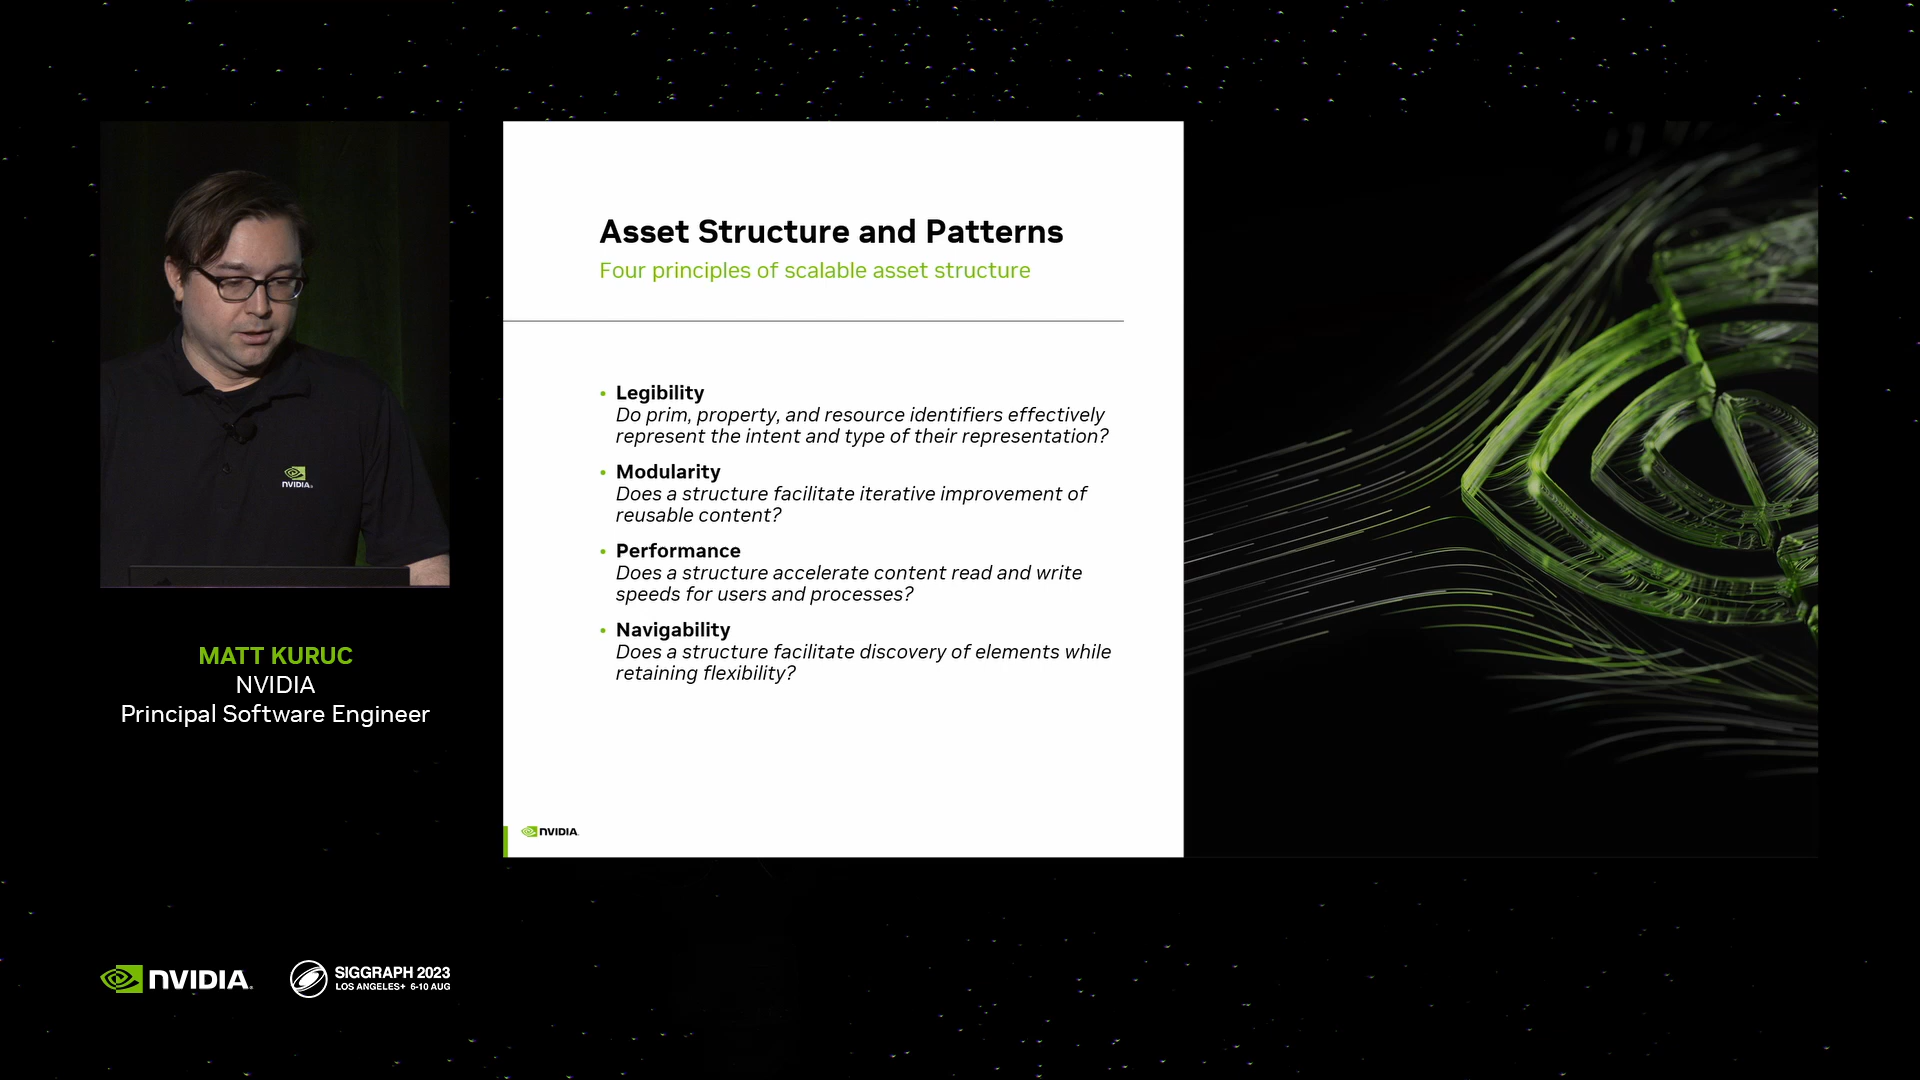 Asset Structure and Patterns
Four principles of scalable asset structure
• Legibility
Do prim, property, and resource identifiers effectively
represent the intent and type of their representation?
• Modularity
Does a structure facilitate iterative improvement of
reusable content?
• Performance
Does a structure accelerate content read and write
speeds for users and processes?
• Navigability
Does a structure facilitate discovery of elements while
retaining flexibility?
NVIDIA
NVIDIA.
MATT KURUC
NVIDIA
Principal Software Engineer
NVIDIA.
SIGGRAPH 2023
LOS ANGELES+ 6-10 AUG